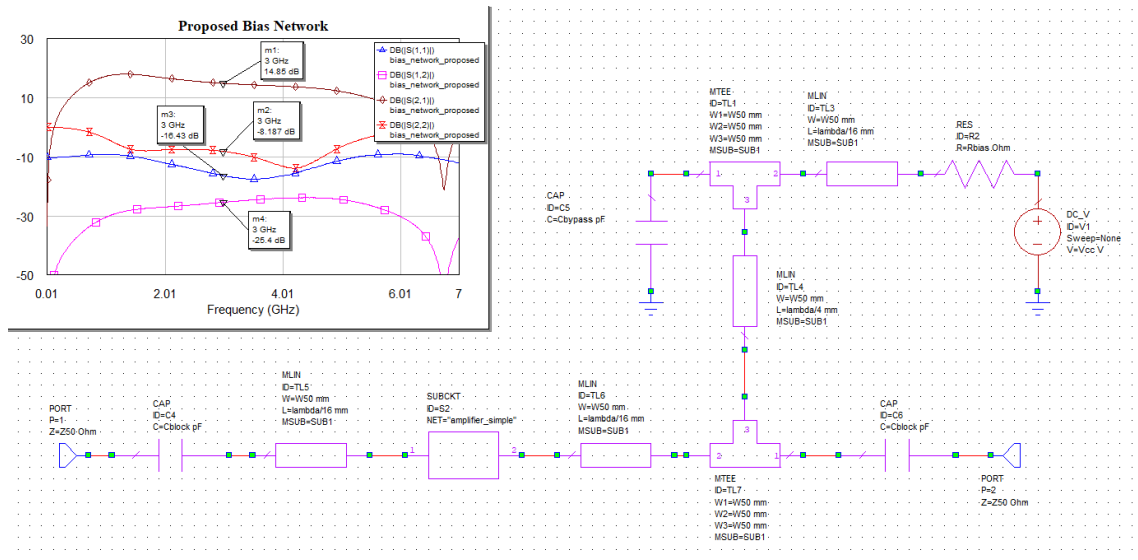 Proposed Bias Network
30
10
-10
-30
-50
0.01
2.01
4.01
6.01
7
Frequency (GHz)
m1:
3 GHz
14.85 dB
m3:
3 GHz
-16.43 dB
m2:
3 GHz
-8.187 dB
m4:
3 GHz
-25.4 dB
DB(|S(1,1)|)
bias_network_proposed
DB(|S(1,2)|)
bias_network_proposed
DB(|S(2,1)|)
bias_network_proposed
DB(|S(2,2)|)
bias_network_proposed
MTEE
ID=TL1
W1=W50 mm
W2=W50 mm
W3=W50 mm
MSUB=SUB1
1
2
3
MLIN
ID=TL3
W=W50 mm
L=lambda/16 mm
MSUB=SUB1
RES
ID=R2
R=Rbias Ohm
CAP
ID=C5
C=Cbypass pF
DC_V
ID=V1
Sweep=None
V=Vcc V
MLIN
ID=TL4
W=W50 mm
L=lambda/4 mm
MSUB=SUB1
PORT
P=1
Z=Z50 Ohm
CAP
ID=C4
C=Cblock pF
MLIN
ID=TL5
W=W50 mm
L=lambda/16 mm
MSUB=SUB1
SUBCKT
ID=S2
NET="amplifier_simple"
1
2
MLIN
ID=TL6
W=W50 mm
L=lambda/16 mm
MSUB=SUB1
3
2
1
MTEE
ID=TL7
W1=W50 mm
W2=W50 mm
W3=W50 mm
MSUB=SUB1
CAP
ID=C6
C=Cblock pF
PORT
P=2
Z=Z50 Ohm